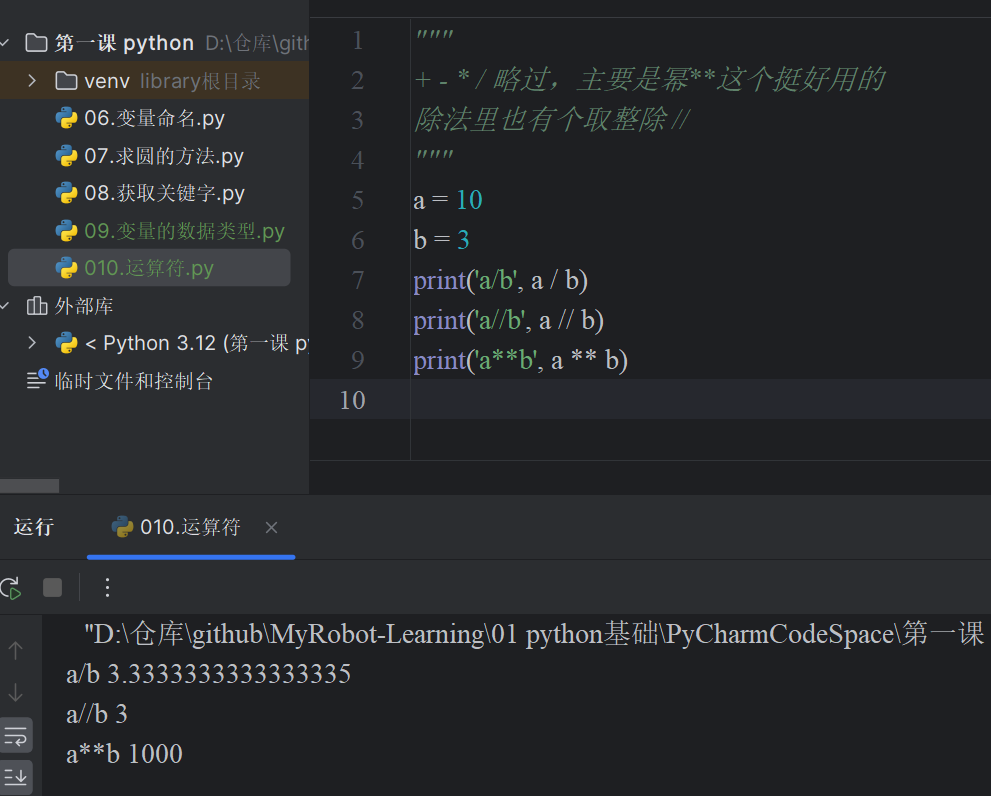 第一课 python D:\仓库\gith
venv library根目录
06.变量命名.py
07.求圆的方法.py
08.获取关键字.py
09.变量的数据类型.py
010.运算符.py
外部库
< Python 3.12 (第一课 py
临时文件和控制台
1 """
2 + - * / 略过，主要是幂**这个挺好用的
3 除法里也有个取整除 //
4 """
5 a = 10
6 b = 3
7 print('a/b', a / b)
8 print('a//b', a // b)
9 print('a**b', a ** b)
10
运行 010.运算符
"D:\仓库\github\MyRobot-Learning\01 python基础\PyCharmCodeSpace\第一课
a/b 3.3333333333333335
a//b 3
a**b 1000